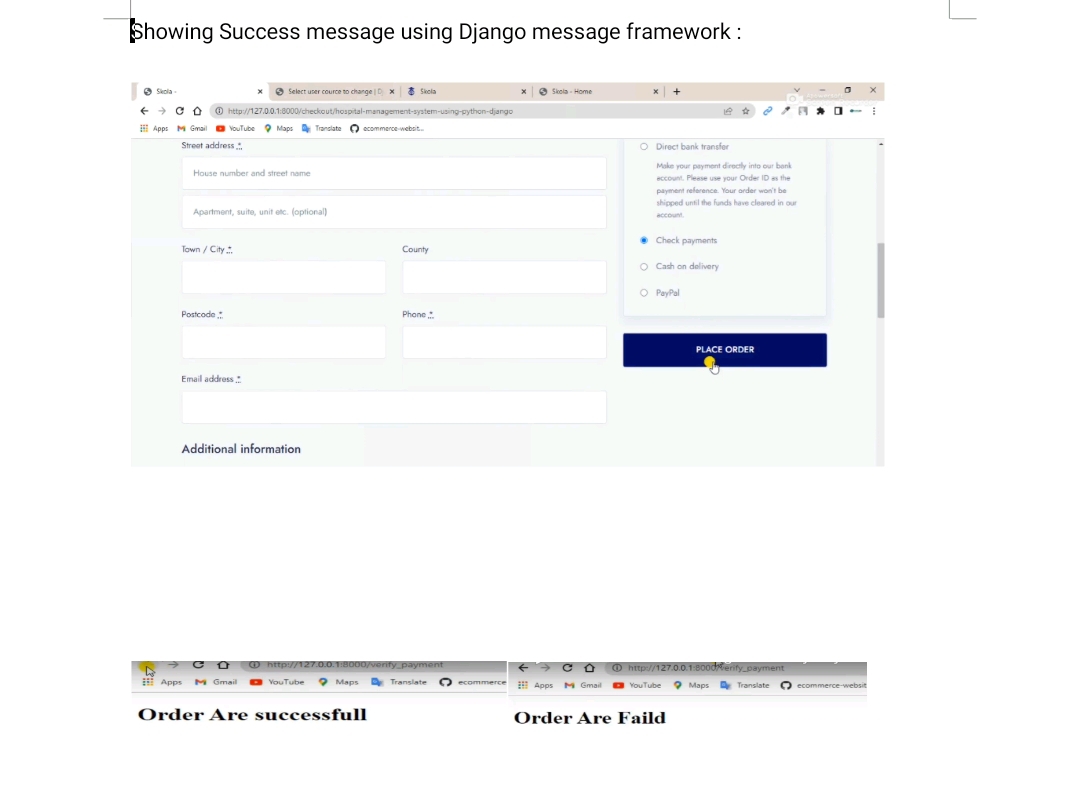 Showing Success message using Django message framework :
Skola - × Select user cource to change | Dj × Skola × Skola - Home × +
http://127.0.0.1:8000/checkout/hospital-management-system-using-python-django
Apps Gmail YouTube Maps Translate ecommerce-websit...
Street address *
House number and street name
Apartment, suite, unit etc. (optional)
Town / City * County
Postcode * Phone *
Email address *
Additional information
Direct bank transfer
Make your payment directly into our bank
account. Please use your Order ID as the
payment reference. Your order won't be
shipped until the funds have cleared in our
account.
Check payments
Cash on delivery
PayPal
PLACE ORDER
http://127.0.0.1:8000/verify_payment
Apps Gmail YouTube Maps Translate ecommerce
Order Are successfull
http://127.0.0.1:8000/verify_payment
Apps Gmail YouTube Maps Translate ecommerce-websit
Order Are Faild